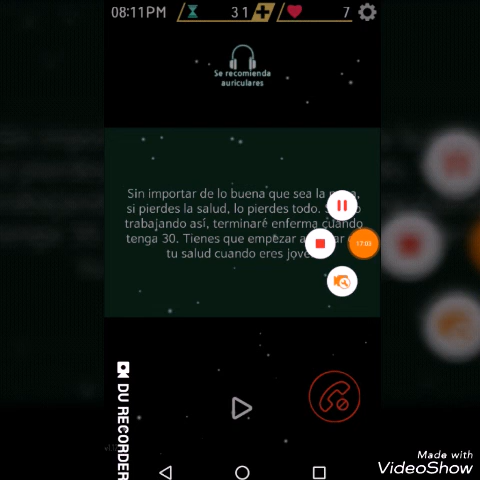 08:11PM 31 7
Se recomienda
auriculares
Sin importar de lo buena que sea la
si pierdes la salud, lo pierdes todo.
trabajando así, terminaré enferma cuando
tenga 30. Tienes que empezar a
tu salud cuando eres
17:03
DU RECORDER
Made with
VideoShow